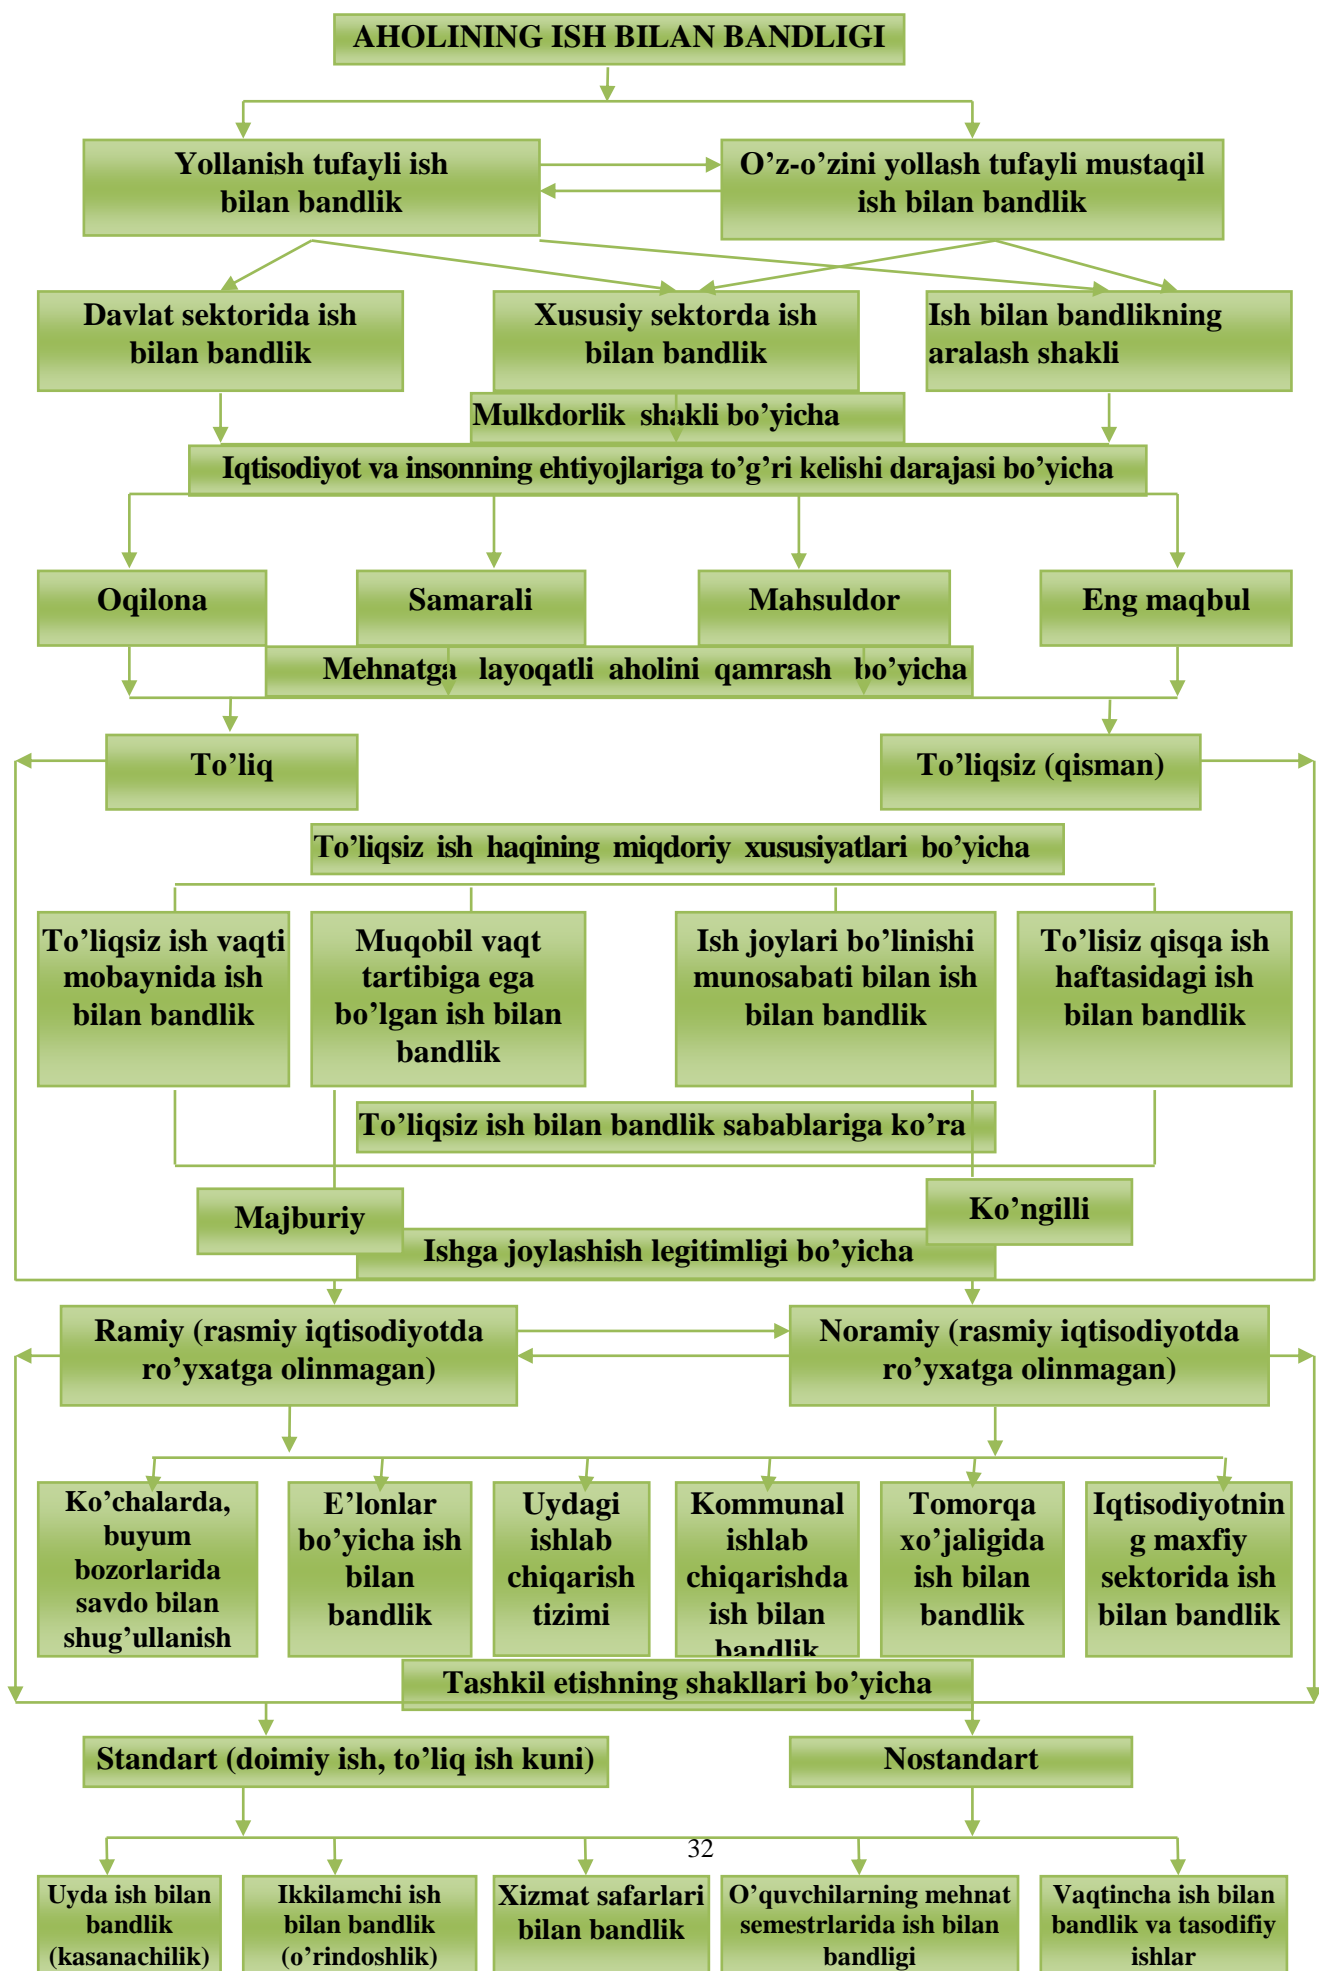 AHOLINING ISH BILAN BANDLIGI
Yollanish tufayli ish
bilan bandlik
O’z-o’zini yollash tufayli mustaqil
ish bilan bandlik
Davlat sektorida ish
bilan bandlik
Xususiy sektorda ish
bilan bandlik
Ish bilan bandlikning
aralash shakli
Mulkdorlik shakli bo’yicha
Iqtisodiyot va insonning ehtiyojlariga to’g’ri kelishi darajasi bo’yicha
Oqilona
Samarali
Mahsuldor
Eng maqbul
Mehnatga layoqatli aholini qamrash bo’yicha
To’liq
To’liqsiz (qisman)
To’liqsiz ish haqining miqdoriy xususiyatlari bo’yicha
To’liqsiz ish vaqti
mobaynida ish
bilan bandlik
Muqobil vaqt
tartibiga ega
bo’lgan ish bilan
bandlik
Ish joylari bo’linishi
munosabati bilan ish
bilan bandlik
To’lisiz qisqa ish
haftasidagi ish
bilan bandlik
To’liqsiz ish bilan bandlik sabablariga ko’ra
Majburiy
Ko’ngilli
Ishga joylashish legitimligi bo’yicha
Ramiy (rasmiy iqtisodiyotda
ro’yxatga olinmagan)
Noramiy (rasmiy iqtisodiyotda
ro’yxatga olinmagan)
Ko’chalarda,
buyum
bozorlarida
savdo bilan
shug’ullanish
E’lonlar
bo’yicha ish
bilan
bandlik
Uydagi
ishlab
chiqarish
tizimi
Kommunal
ishlab
chiqarishda
ish bilan
bandlik
Tomorqa
xo’jaligida
ish bilan
bandlik
Iqtisodiyotnin
g maxfiy
sektorida ish
bilan bandlik
Tashkil etishning shakllari bo’yicha
Standart (doimiy ish, to’liq ish kuni)
Nostandart
32
Uyda ish bilan
bandlik
(kasanachilik)
Ikkilamchi ish
bilan bandlik
(o’rindoshlik)
Xizmat safarlari
bilan bandlik
O’quvchilarning mehnat
semestrlarida ish bilan
bandligi
Vaqtincha ish bilan
bandlik va tasodifiy
ishlar